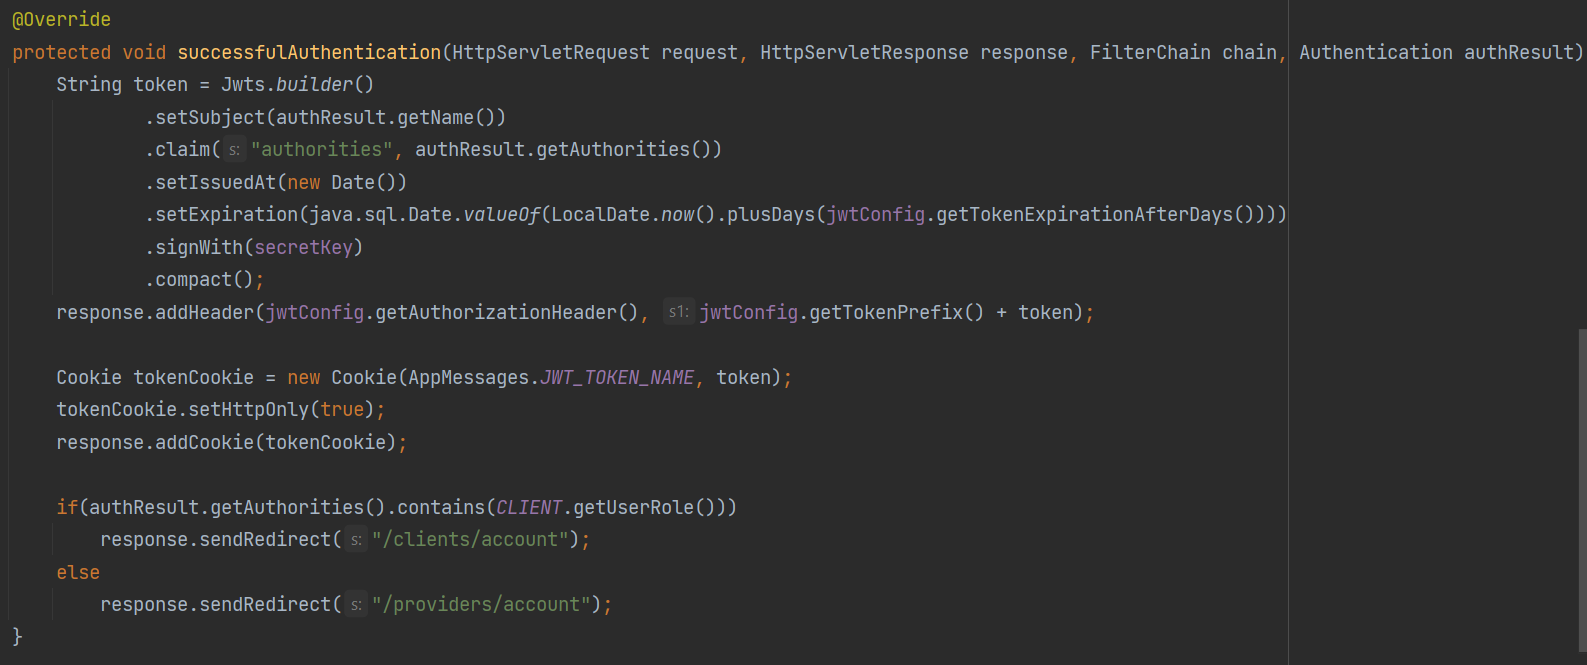 @Override
protected void successfulAuthentication(HttpServletRequest request, HttpServletResponse response, FilterChain chain, Authentication authResult)
    String token = Jwts.builder()
            .setSubject(authResult.getName())
            .claim( s: "authorities", authResult.getAuthorities())
            .setIssuedAt(new Date())
            .setExpiration(java.sql.Date.valueOf(LocalDate.now().plusDays(jwtConfig.getTokenExpirationAfterDays())))
            .signWith(secretKey)
            .compact();
    response.addHeader(jwtConfig.getAuthorizationHeader(), s1: jwtConfig.getTokenPrefix() + token);
    Cookie tokenCookie = new Cookie(AppMessages.JWT_TOKEN_NAME, token);
    tokenCookie.setHttpOnly(true);
    response.addCookie(tokenCookie);
    if(authResult.getAuthorities().contains(CLIENT.getUserRole()))
        response.sendRedirect( s: "/clients/account");
    else
        response.sendRedirect( s: "/providers/account");
}